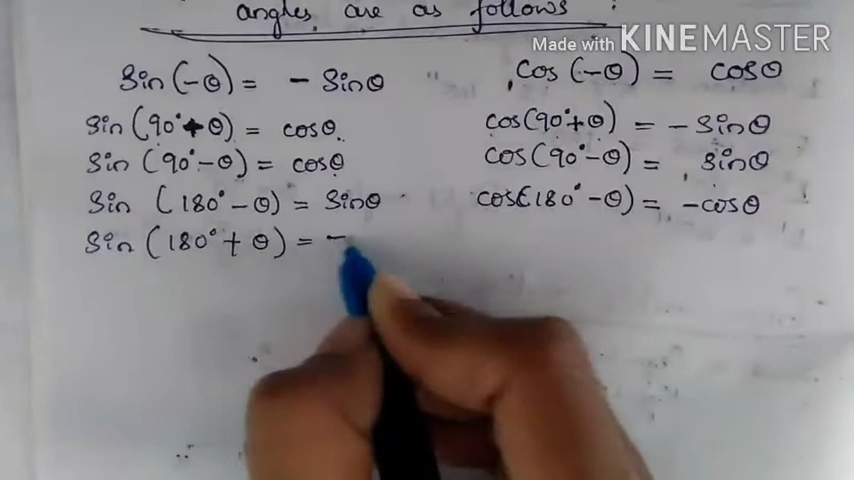 angles are as follows :
Made with KINEMASTER
Sin (-θ) = - Sinθ
cos (-θ) = cosθ
Sin (90°+θ) = cosθ
cos(90°+θ) = - Sinθ
Sin (90°-θ) = cosθ
cos(90°-θ) = Sinθ
Sin (180°-θ) = Sinθ
cos(180°-θ) = -cosθ
Sin (180°+θ) = -